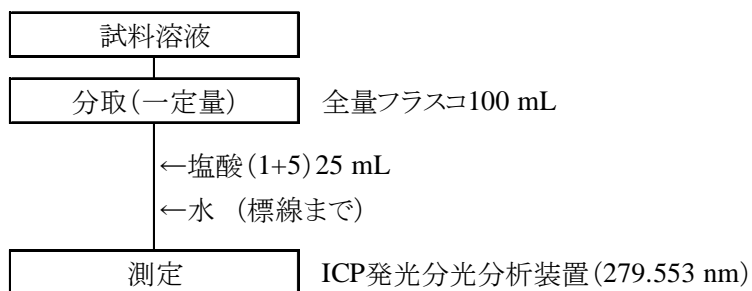 試料溶液
分取(一定量) 全量フラスコ100 mL
←塩酸(1+5)25 mL
←水 (標線まで)
測定 ICP発光分光分析装置(279.553 nm)